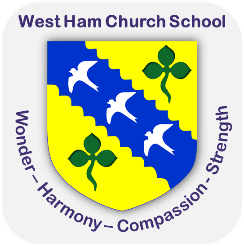 West Ham Church School
Wonder – Harmony – Compassion - Strength